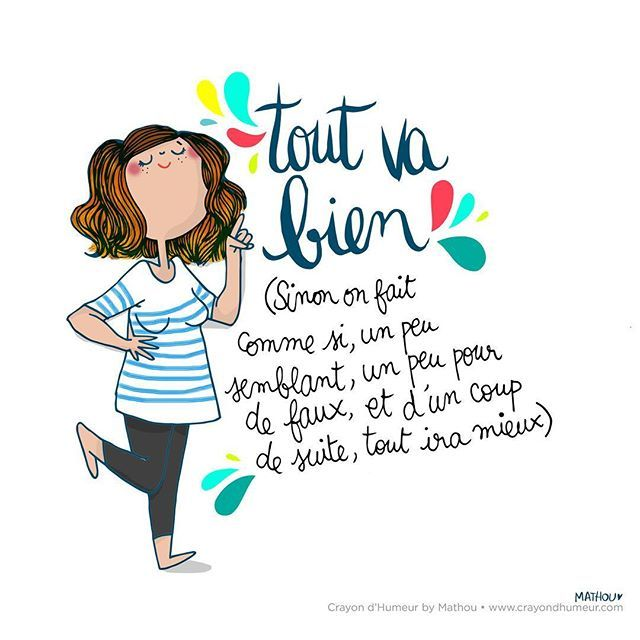 tout va
bien
(Sinon on fait
comme si, un peu
semblant, un peu pour
de faux, et d'un coup
de suite, tout ira mieux)
MATHOU
Crayon d'Humeur by Mathou • www.crayondhumeur.com